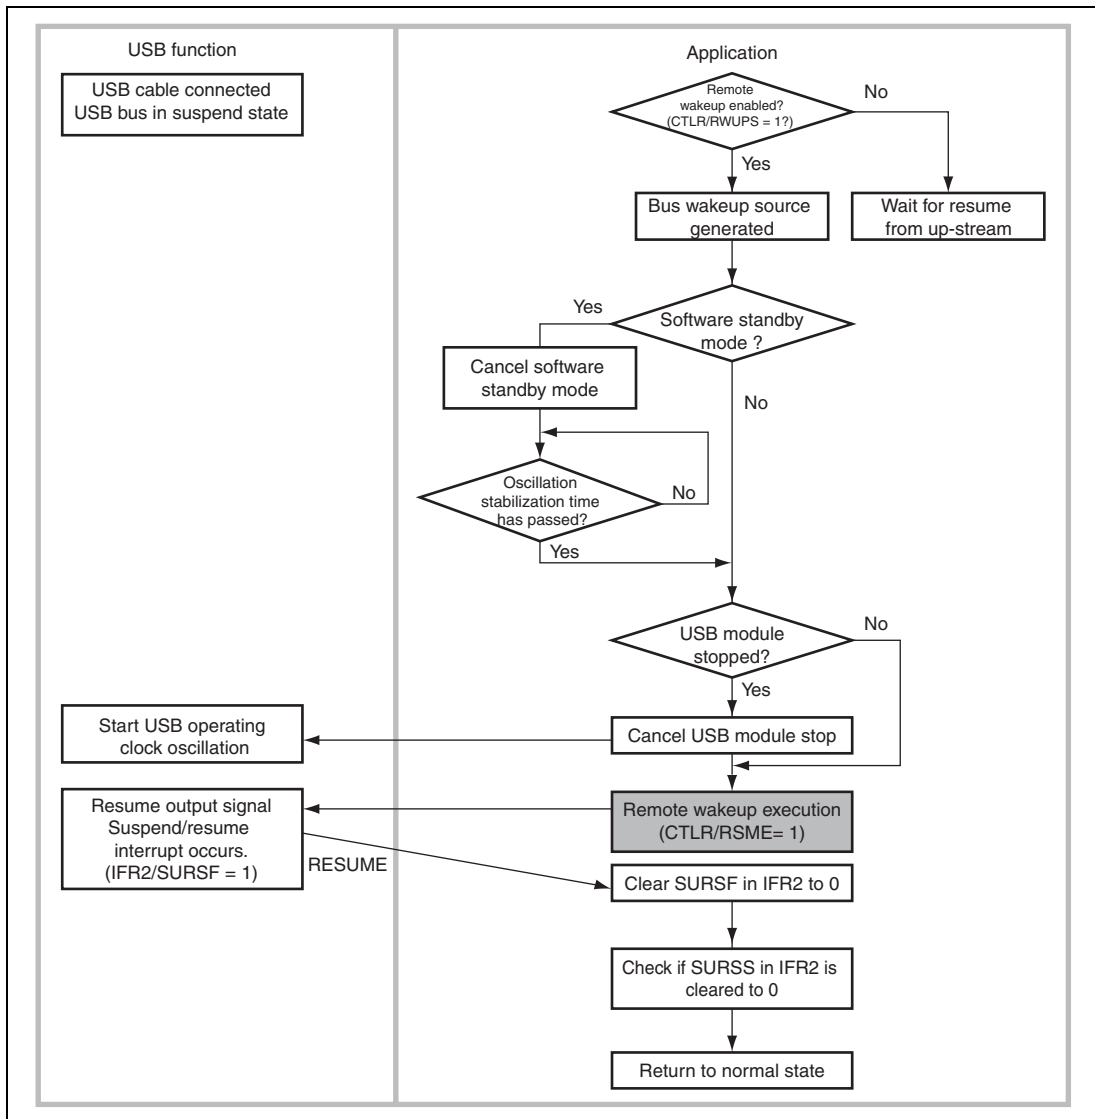 USB function
USB cable connected
USB bus in suspend state
Application
Remote
wakeup enabled?
(CTLR/RWUPS = 1?)
No
Yes
Bus wakeup source
generated
Wait for resume
from up-stream
Yes
Software standby
mode ?
Cancel software
standby mode
No
Oscillation
stabilization time
has passed?
No
Yes
USB module
stopped?
No
Yes
Start USB operating
clock oscillation
Cancel USB module stop
Resume output signal
Suspend/resume
interrupt occurs.
(IFR2/SURSF = 1)
RESUME
Remote wakeup execution
(CTLR/RSME= 1)
Clear SURSF in IFR2 to 0
Check if SURSS in IFR2 is
cleared to 0
Return to normal state